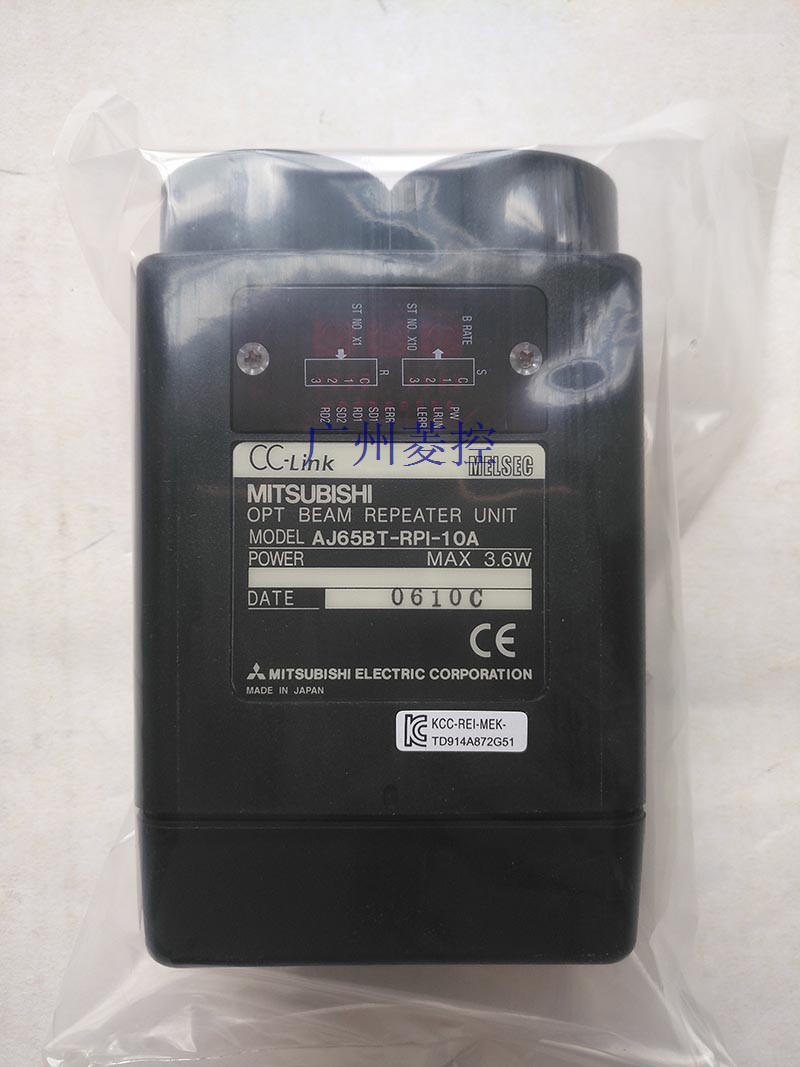 B RATE
ST NO X10
ST NO X1
S
C 1 2 3
R
C 1 2 3
PW
LRUN
LERR
ERR
SD1
RD1
SD2
RD2
广州菱控
CC-Link MELSEC
MITSUBISHI
OPT BEAM REPEATER UNIT
MODEL AJ65BT-RPI-10A
POWER MAX 3.6W
DATE 0610C
CE
MITSUBISHI ELECTRIC CORPORATION
MADE IN JAPAN
KCC-REI-MEK-
TD914A872G51